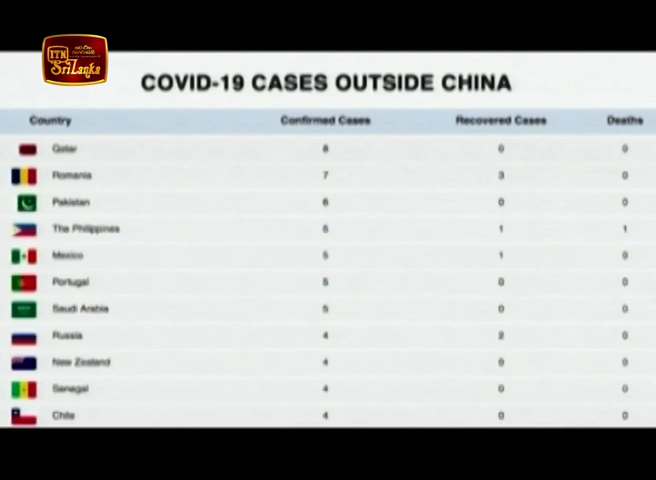 ITN
Sri Lanka
COVID-19 CASES OUTSIDE CHINA
Country Confirmed Cases Recovered Cases Deaths
Qatar 8 0 0
Romania 7 3 0
Pakistan 6 0 0
The Philippines 5 1 1
Mexico 5 1 0
Portugal 5 0 0
Saudi Arabia 5 0 0
Russia 4 2 0
New Zealand 4 0 0
Senegal 4 0 0
Chile 4 0 0